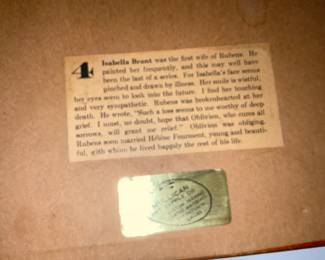 4
Isabella Brant was the first wife of Rubens. He
painted her frequently, and this may well have
been the last of a series. For Isabella's face seems
pinched and drawn by illness. Her smile is wistful,
her eyes seem to look into the future. I find her touching
and very sympathetic. Rubens was brokenhearted at her
death. He wrote, "Such a loss seems to me worthy of deep
grief. I must, no doubt, hope that Oblivion, who cures all
sorrows, will grant me relief." Oblivion was obliging.
Rubens soon married Hélène Fourment, young and beauti-
ful, with whom he lived happily the rest of his life.